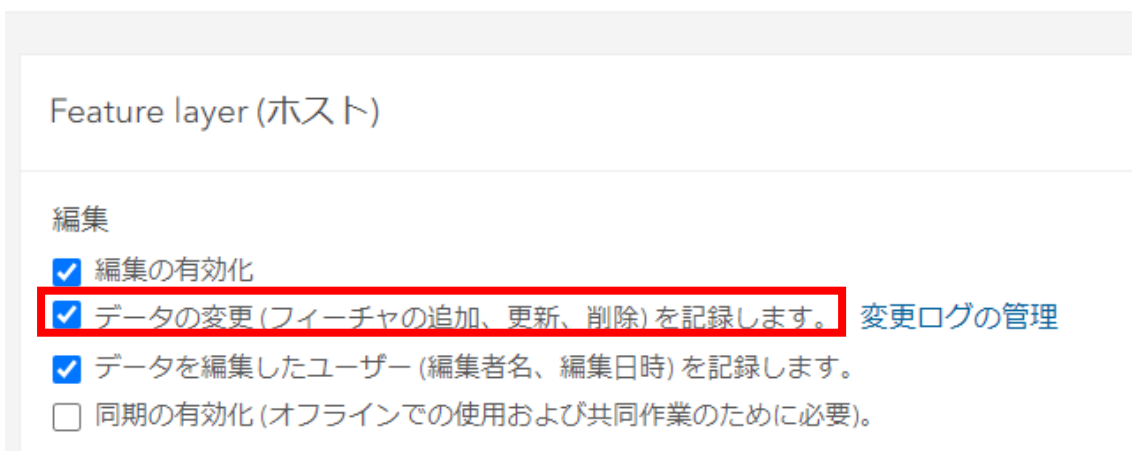 Feature layer (ホスト)
編集
編集の有効化
データの変更 (フィーチャの追加、更新、削除) を記録します。 変更ログの管理
データを編集したユーザー (編集者名、編集日時) を記録します。
同期の有効化 (オフラインでの使用および共同作業のために必要)。